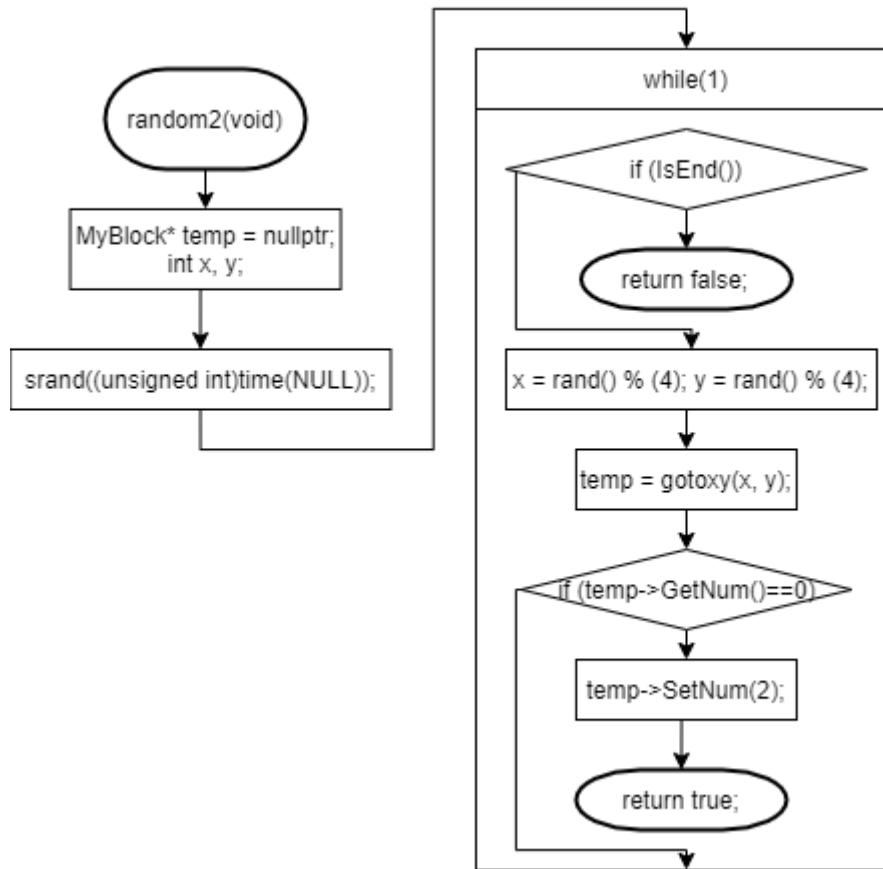 random2(void)
MyBlock* temp = nullptr;
int x, y;
srand((unsigned int)time(NULL));
while(1)
if (IsEnd())
return false;
x = rand() % (4); y = rand() % (4);
temp = gotoxy(x, y);
if (temp->GetNum()==0)
temp->SetNum(2);
return true;